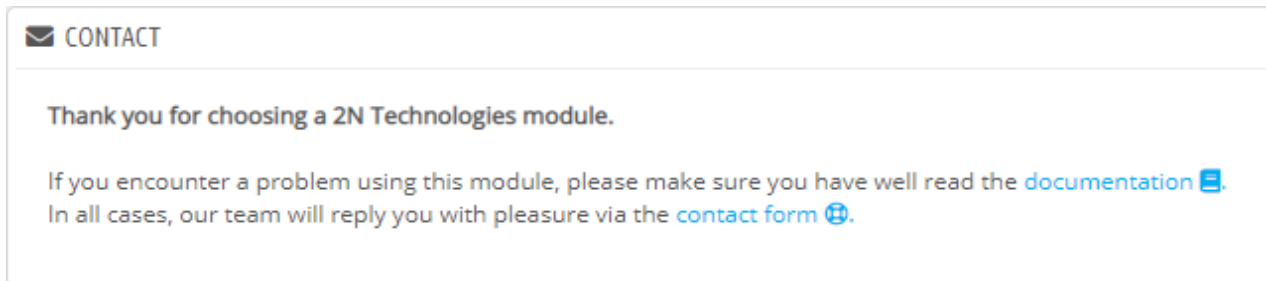 CONTACT
Thank you for choosing a 2N Technologies module.
If you encounter a problem using this module, please make sure you have well read the documentation.
In all cases, our team will reply you with pleasure via the contact form.